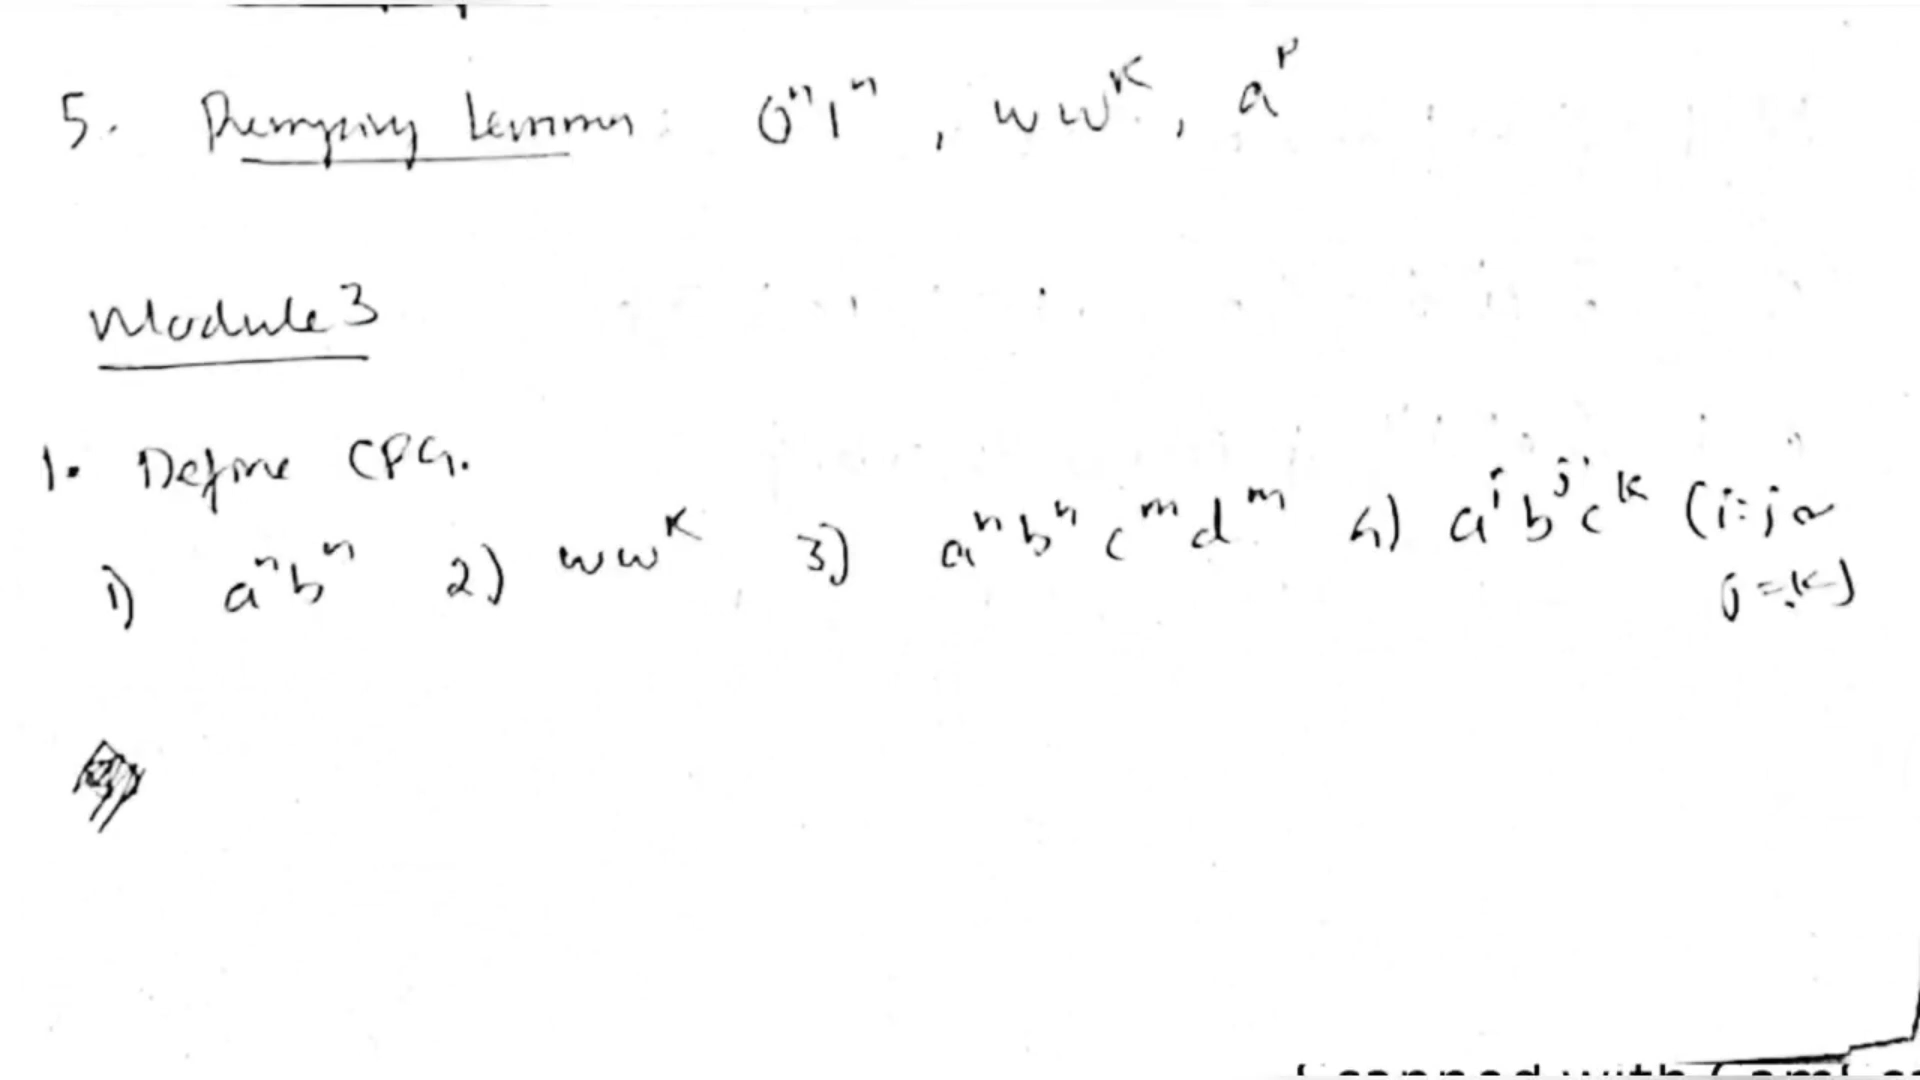 5. Pumping Lemma: 0ⁿ1ⁿ, wwᴿ, aᵖ
Module 3
1. Define CFG.
1) aⁿbⁿ 2) wwᴿ 3) aⁿbⁿcᵐdᵐ 4) aⁱbʲcᵏ (i=j or
j=k)